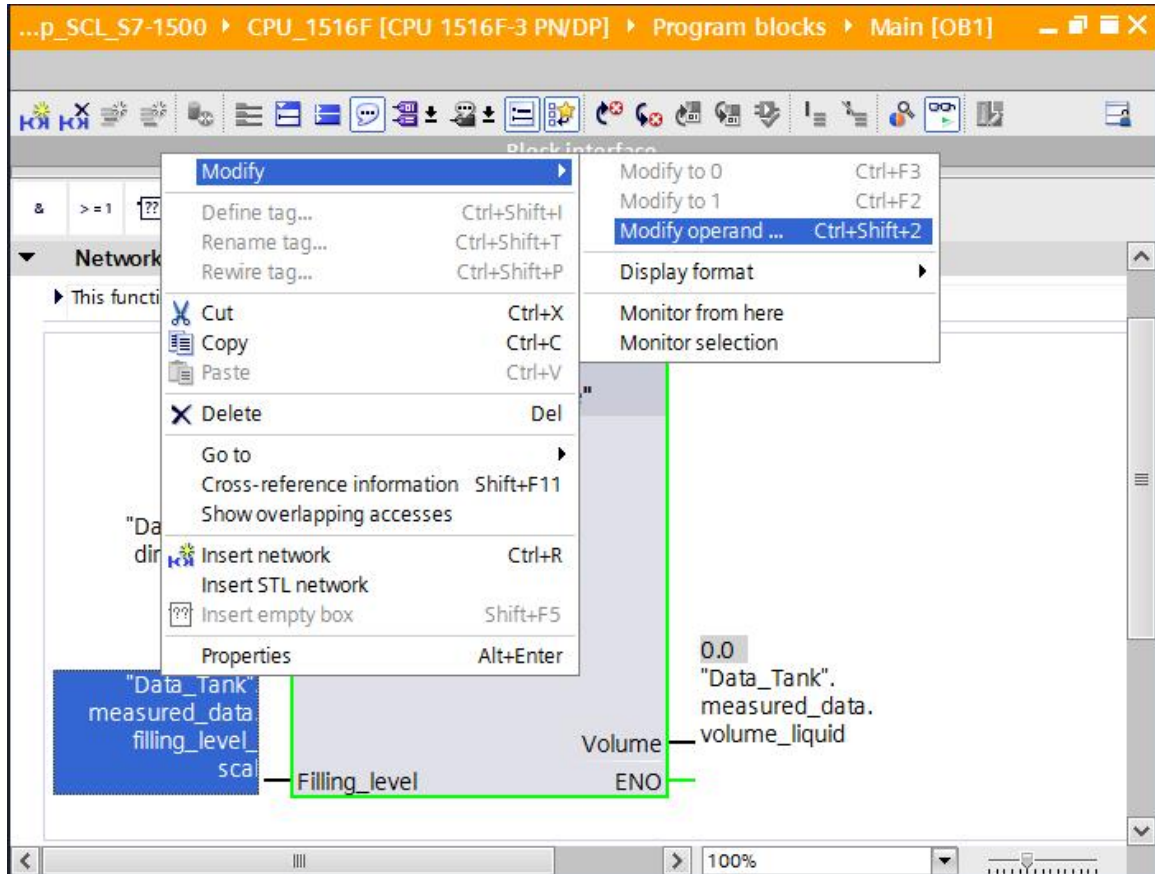 ...p_SCL_S7-1500 ▸ CPU_1516F [CPU 1516F-3 PN/DP] ▸ Program blocks ▸ Main [OB1]
Block interface
& >=1 ??
Network
This functi
Modify
Define tag... Ctrl+Shift+I
Rename tag... Ctrl+Shift+T
Rewire tag... Ctrl+Shift+P
Cut Ctrl+X
Copy Ctrl+C
Paste Ctrl+V
Delete Del
Go to
Cross-reference information Shift+F11
Show overlapping accesses
Insert network Ctrl+R
Insert STL network
?? Insert empty box Shift+F5
Properties Alt+Enter
Modify to 0 Ctrl+F3
Modify to 1 Ctrl+F2
Modify operand ... Ctrl+Shift+2
Display format
Monitor from here
Monitor selection
"
"Da
dir
"Data_Tank".
measured_data.
filling_level_
scal
Filling_level
Volume
ENO
0.0
"Data_Tank".
measured_data.
volume_liquid
100%